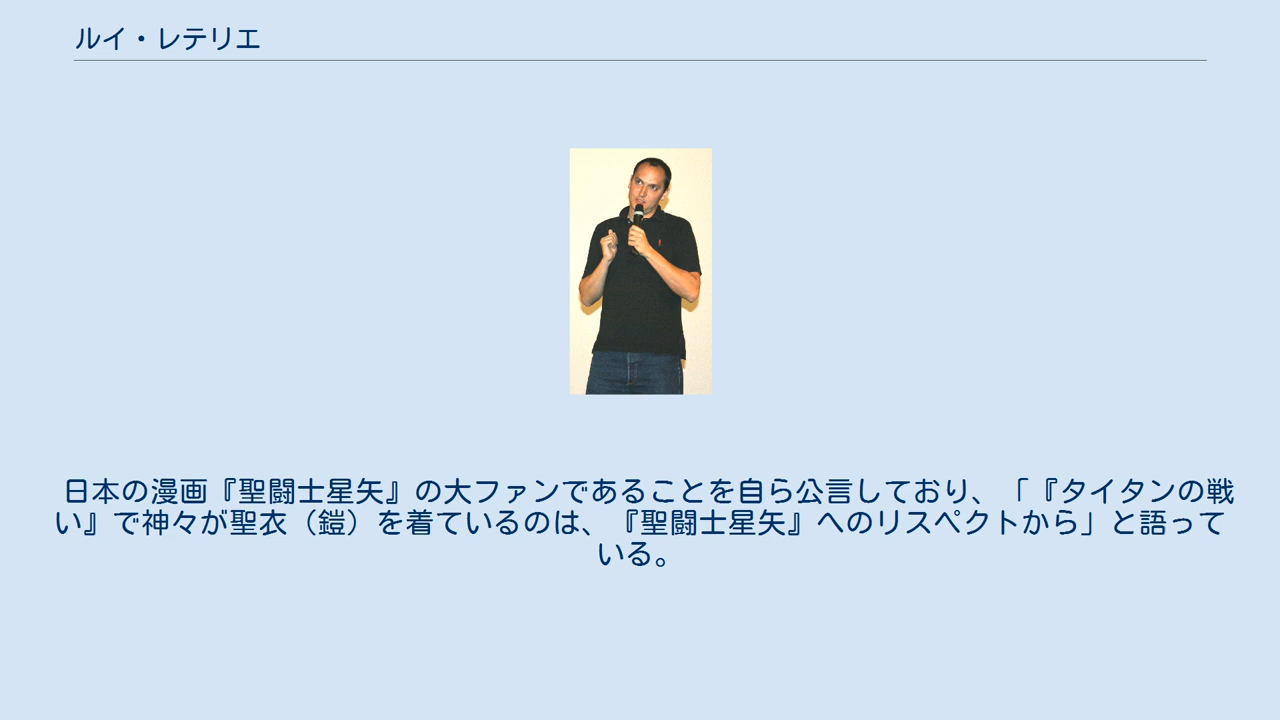 ルイ・レテリエ
日本の漫画『聖闘士星矢』の大ファンであることを自ら公言しており、「『タイタンの戦
い』で神々が聖衣（鎧）を着ているのは、『聖闘士星矢』へのリスペクトから」と語って
いる。